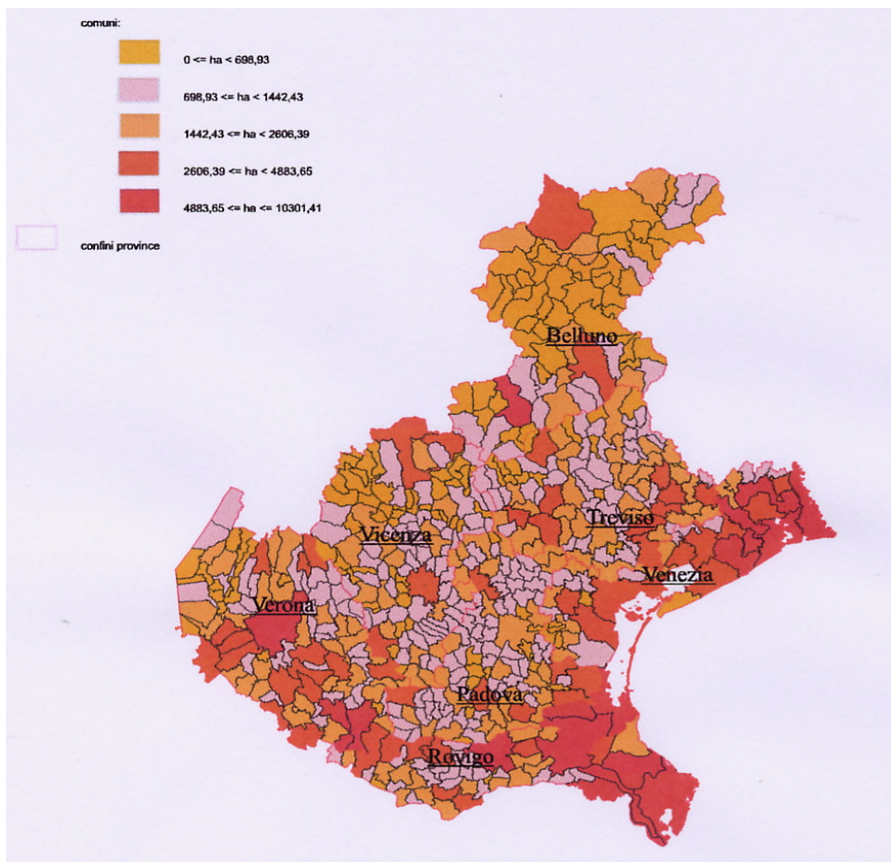 comuni:
0 <= ha < 698,93
698,93 <= ha < 1442,43
1442,43 <= ha < 2606,39
2606,39 <= ha < 4883,65
4883,65 <= ha <= 10301,41
confini province
Belluno
Treviso
Vicenza
Venezia
Verona
Padova
Rovigo